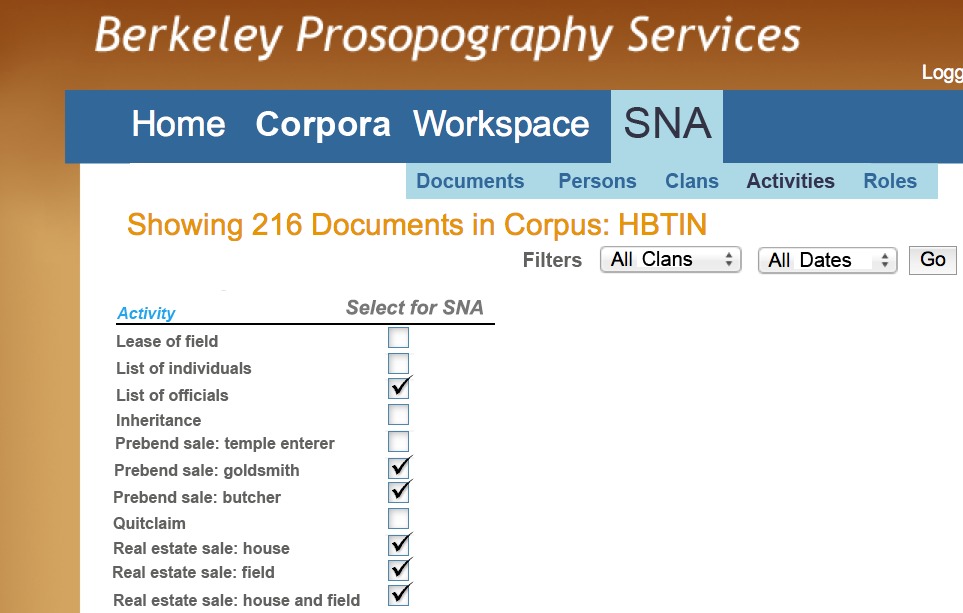 Berkeley Prosopography Services
Logg
Home Corpora Workspace SNA
Documents Persons Clans Activities Roles
Showing 216 Documents in Corpus: HBTIN
Filters All Clans All Dates Go
Activity Select for SNA
Lease of field
List of individuals
List of officials
Inheritance
Prebend sale: temple enterer
Prebend sale: goldsmith
Prebend sale: butcher
Quitclaim
Real estate sale: house
Real estate sale: field
Real estate sale: house and field